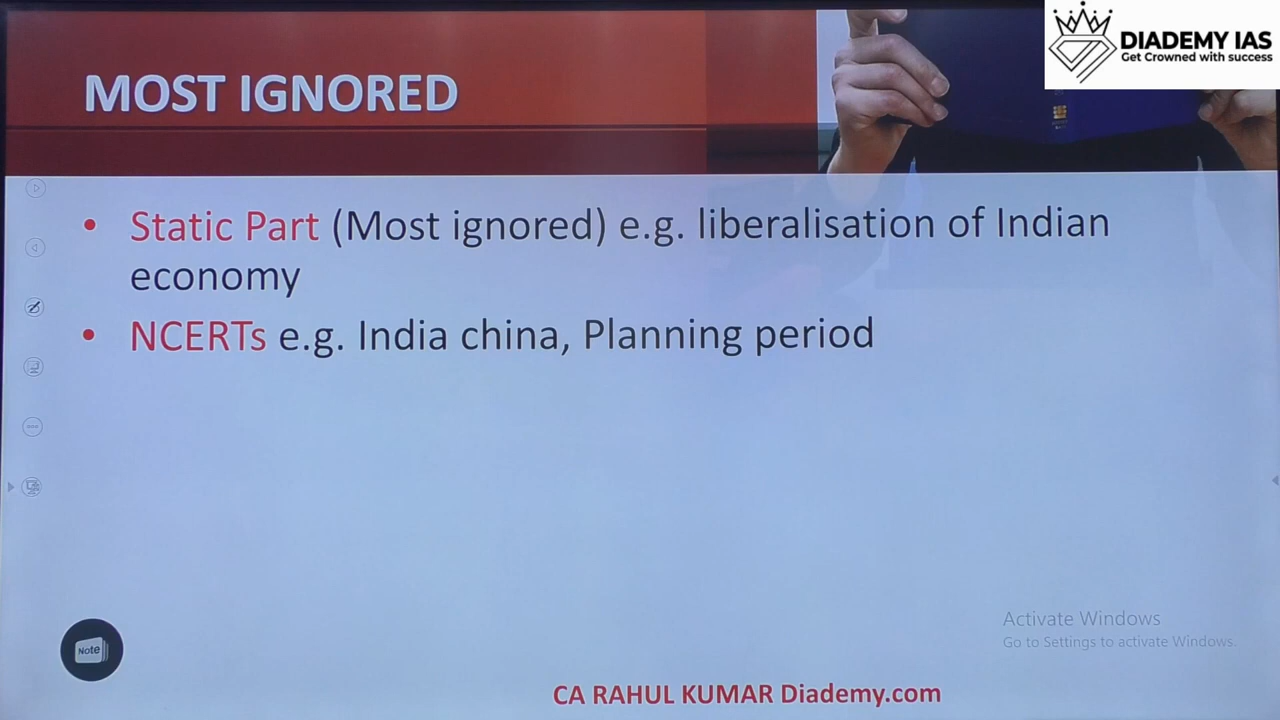 DIADEMY IAS
Get Crowned with success
MOST IGNORED
• Static Part (Most ignored) e.g. liberalisation of Indian
economy
• NCERTs e.g. India china, Planning period
Note
Activate Windows
Go to Settings to activate Windows.
CA RAHUL KUMAR Diademy.com